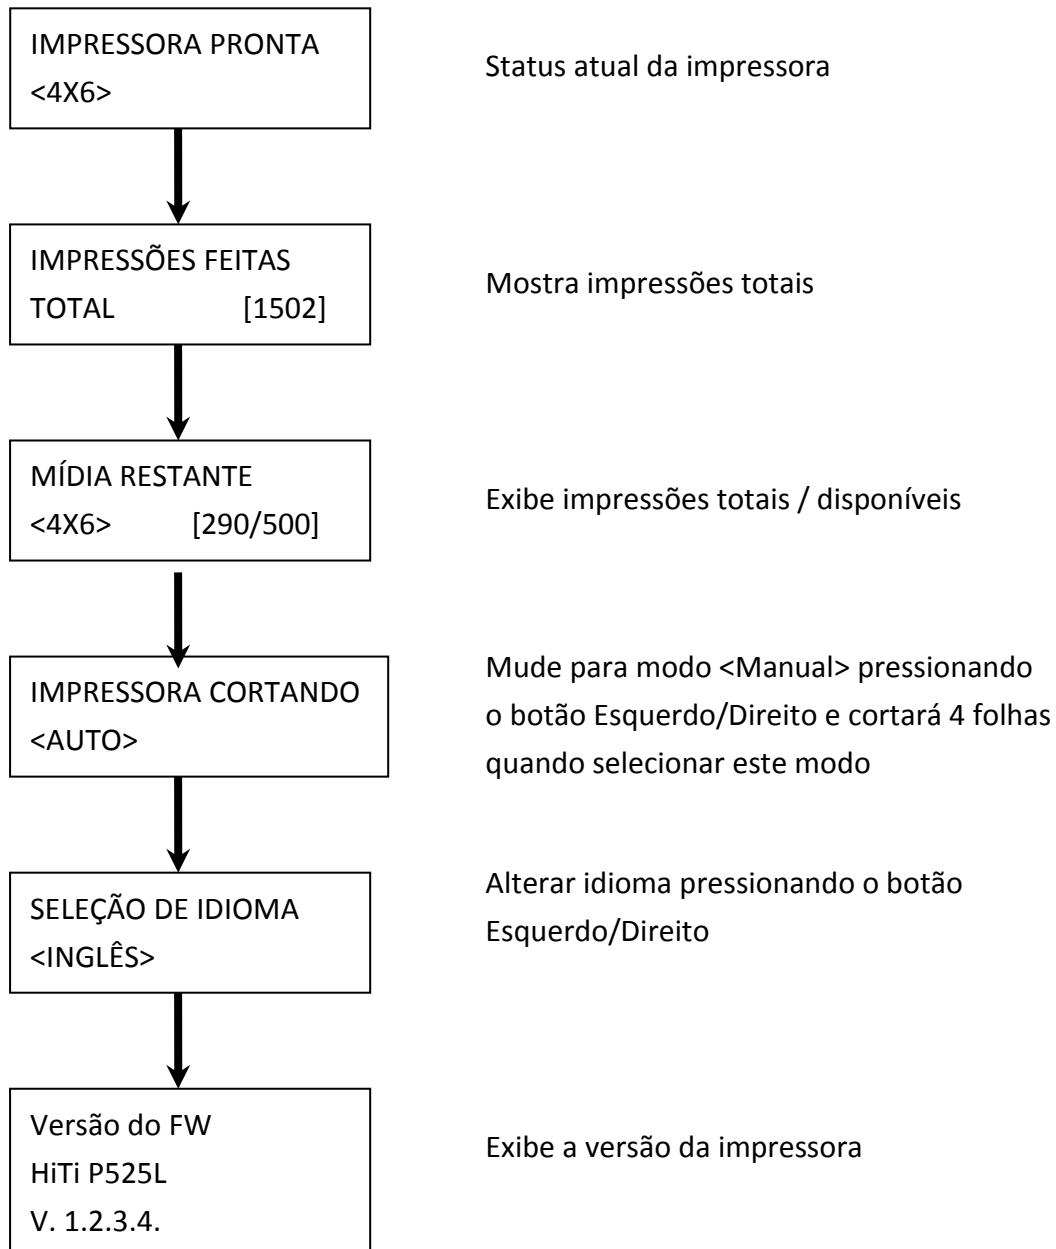 IMPRESSORA PRONTA
<4X6>
Status atual da impressora
IMPRESSÕES FEITAS
TOTAL [1502]
Mostra impressões totais
MÍDIA RESTANTE
<4X6> [290/500]
Exibe impressões totais / disponíveis
IMPRESSORA CORTANDO
<AUTO>
Mude para modo <Manual> pressionando
o botão Esquerdo/Direito e cortará 4 folhas
quando selecionar este modo
SELEÇÃO DE IDIOMA
<INGLÊS>
Alterar idioma pressionando o botão
Esquerdo/Direito
Versão do FW
HiTi P525L
V. 1.2.3.4.
Exibe a versão da impressora